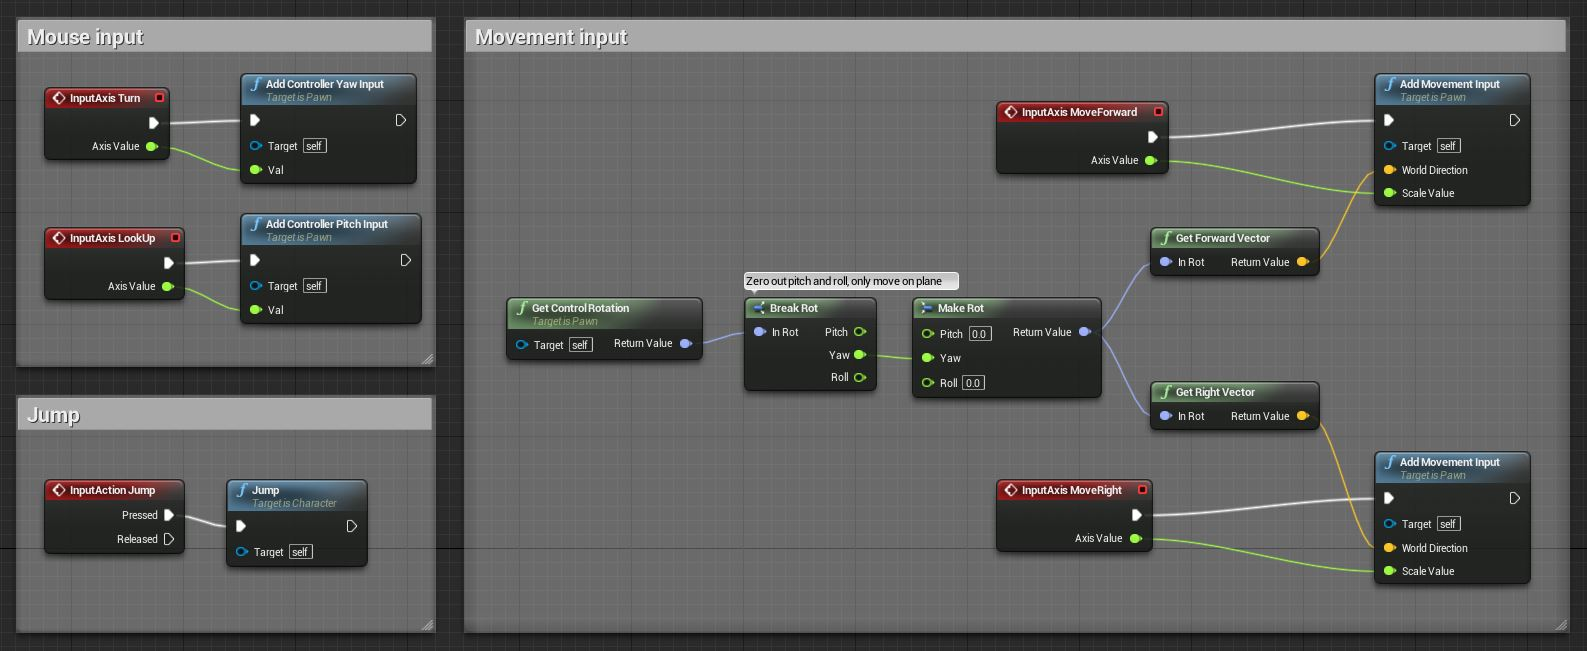 Mouse input
InputAxis Turn
Axis Value
Add Controller Yaw Input
Target is Pawn
Target self
Val
InputAxis LookUp
Axis Value
Add Controller Pitch Input
Target is Pawn
Target self
Val
Jump
InputAction Jump
Pressed
Released
Jump
Target is Character
Target self
Movement input
InputAxis MoveForward
Axis Value
Add Movement Input
Target is Pawn
Target self
World Direction
Scale Value
Get Forward Vector
In Rot Return Value
Zero out pitch and roll, only move on plane
Get Control Rotation
Target is Pawn
Target self Return Value
Break Rot
In Rot Pitch
Yaw
Roll
Make Rot
Pitch 0.0 Return Value
Yaw
Roll 0.0
Get Right Vector
In Rot Return Value
InputAxis MoveRight
Axis Value
Add Movement Input
Target is Pawn
Target self
World Direction
Scale Value